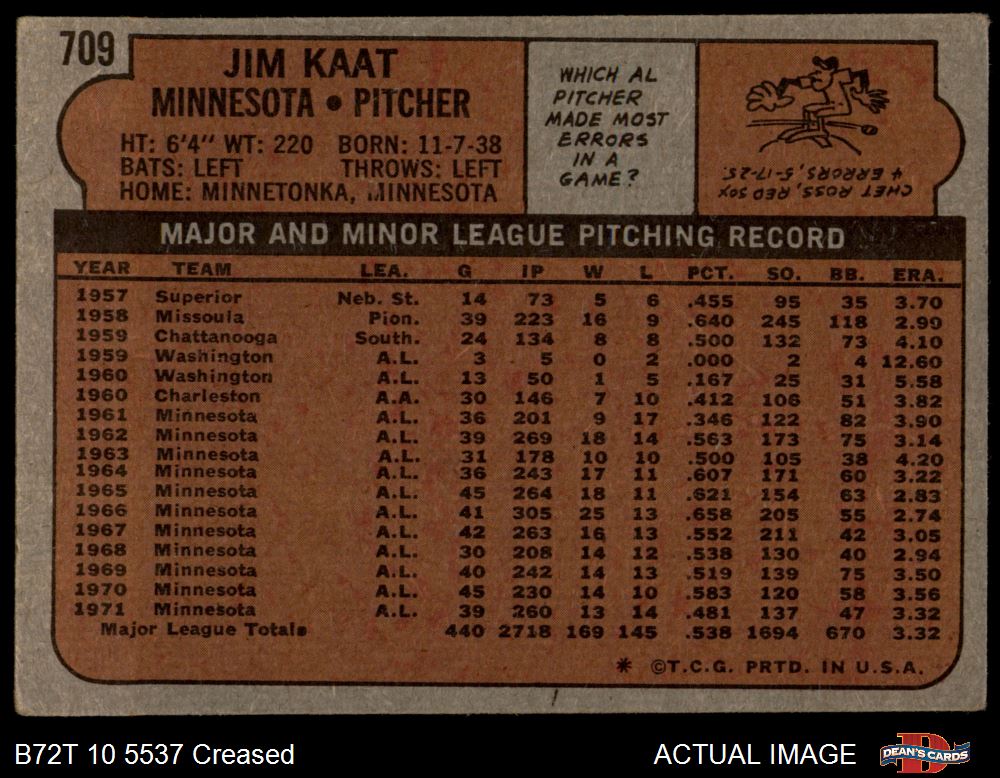 709
JIM KAAT
MINNESOTA • PITCHER
HT: 6'4" WT: 220 BORN: 11-7-38
BATS: LEFT THROWS: LEFT
HOME: MINNETONKA, MINNESOTA
WHICH AL
PITCHER
MADE MOST
ERRORS
IN A
GAME?
CHET ROSS, RED SOX
4 ERRORS, 5-17-25.
MAJOR AND MINOR LEAGUE PITCHING RECORD
YEAR TEAM LEA. G IP W L PCT. SO. BB. ERA.
1957 Superior Neb. St. 14 73 5 6 .455 95 35 3.70
1958 Missoula Pion. 39 223 16 9 .640 245 118 2.99
1959 Chattanooga South. 24 134 8 8 .500 132 73 4.10
1959 Washington A.L. 3 5 0 2 .000 2 4 12.60
1960 Washington A.L. 13 50 1 5 .167 25 31 5.58
1960 Charleston A.A. 30 146 7 10 .412 106 51 3.82
1961 Minnesota A.L. 36 201 9 17 .346 122 82 3.90
1962 Minnesota A.L. 39 269 18 14 .563 173 75 3.14
1963 Minnesota A.L. 31 178 10 10 .500 105 38 4.20
1964 Minnesota A.L. 36 243 17 11 .607 171 60 3.22
1965 Minnesota A.L. 45 264 18 11 .621 154 63 2.83
1966 Minnesota A.L. 41 305 25 13 .658 205 55 2.74
1967 Minnesota A.L. 42 263 16 13 .552 211 42 3.05
1968 Minnesota A.L. 30 208 14 12 .538 130 40 2.94
1969 Minnesota A.L. 40 242 14 13 .519 139 75 3.50
1970 Minnesota A.L. 45 230 14 10 .583 120 58 3.56
1971 Minnesota A.L. 39 260 13 14 .481 137 47 3.32
Major League Totals 440 2718 169 145 .538 1694 670 3.32
* ©T.C.G. PRTD. IN U.S.A.
B72T 10 5537 Creased ACTUAL IMAGE
DEAN'S CARDS